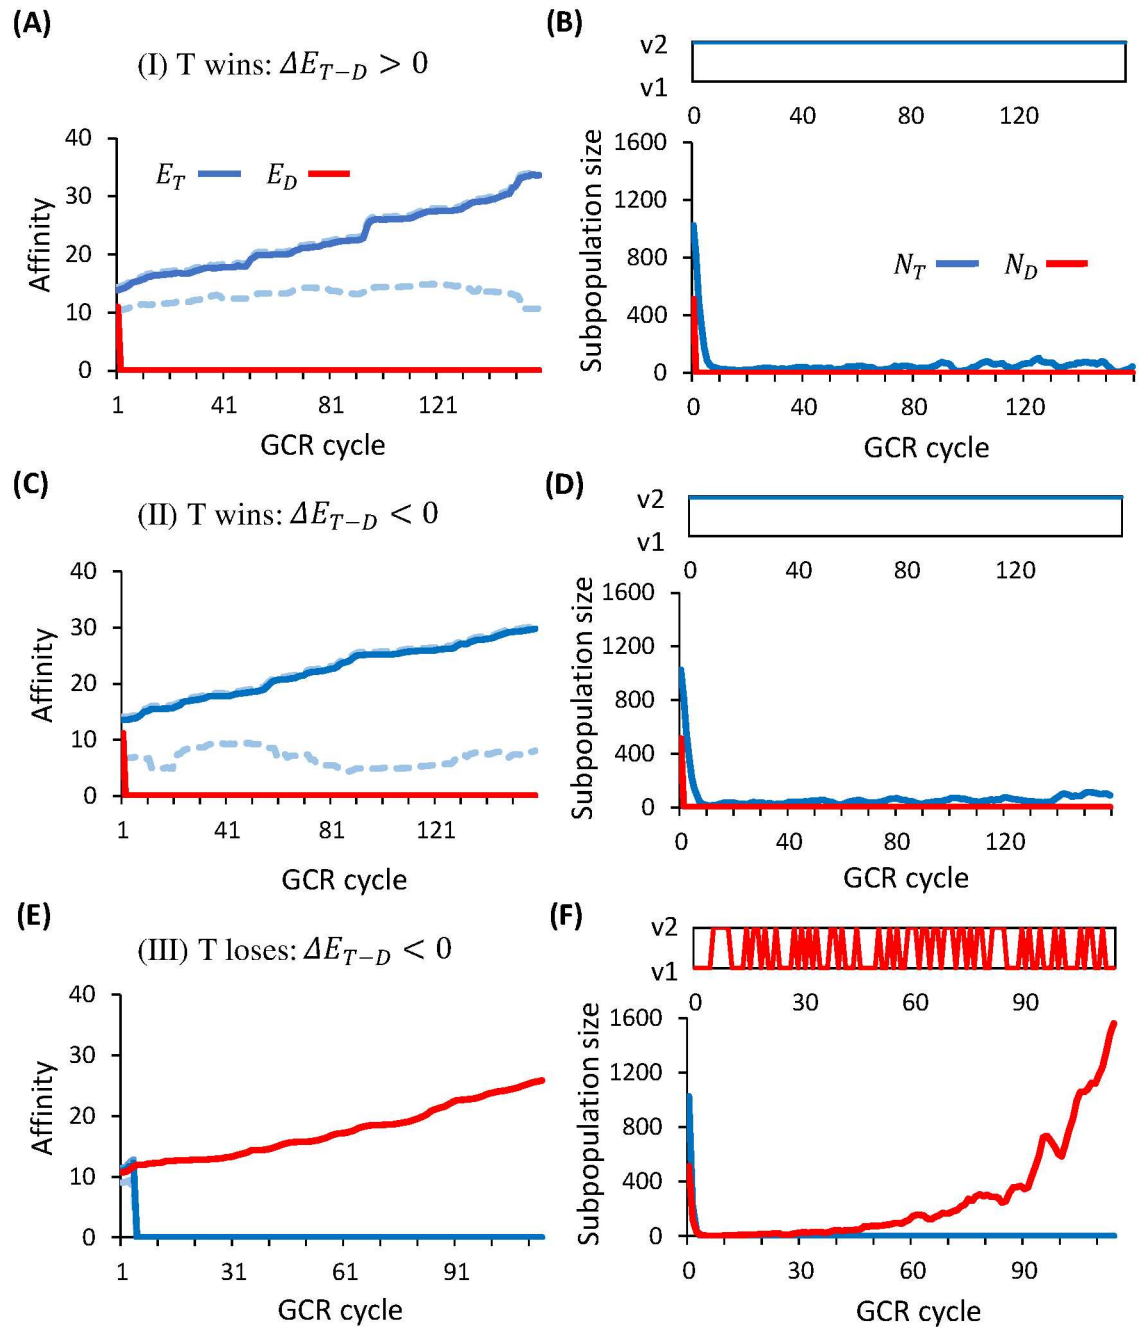 (A)
(I) T wins: ΔE_{T−D} > 0
40
30
20
10
0
Affinity
E_T
E_D
1 41 81 121
GCR cycle
(B)
v2
v1
0 40 80 120
1600
1200
800
400
0
Subpopulation size
N_T
N_D
0 40 80 120
GCR cycle
(C)
(II) T wins: ΔE_{T−D} < 0
40
30
20
10
0
Affinity
1 41 81 121
GCR cycle
(D)
v2
v1
0 40 80 120
1600
1200
800
400
0
Subpopulation size
0 40 80 120
GCR cycle
(E)
(III) T loses: ΔE_{T−D} < 0
40
30
20
10
0
Affinity
1 31 61 91
GCR cycle
(F)
v2
v1
0 30 60 90
1600
1200
800
400
0
Subpopulation size
0 30 60 90
GCR cycle